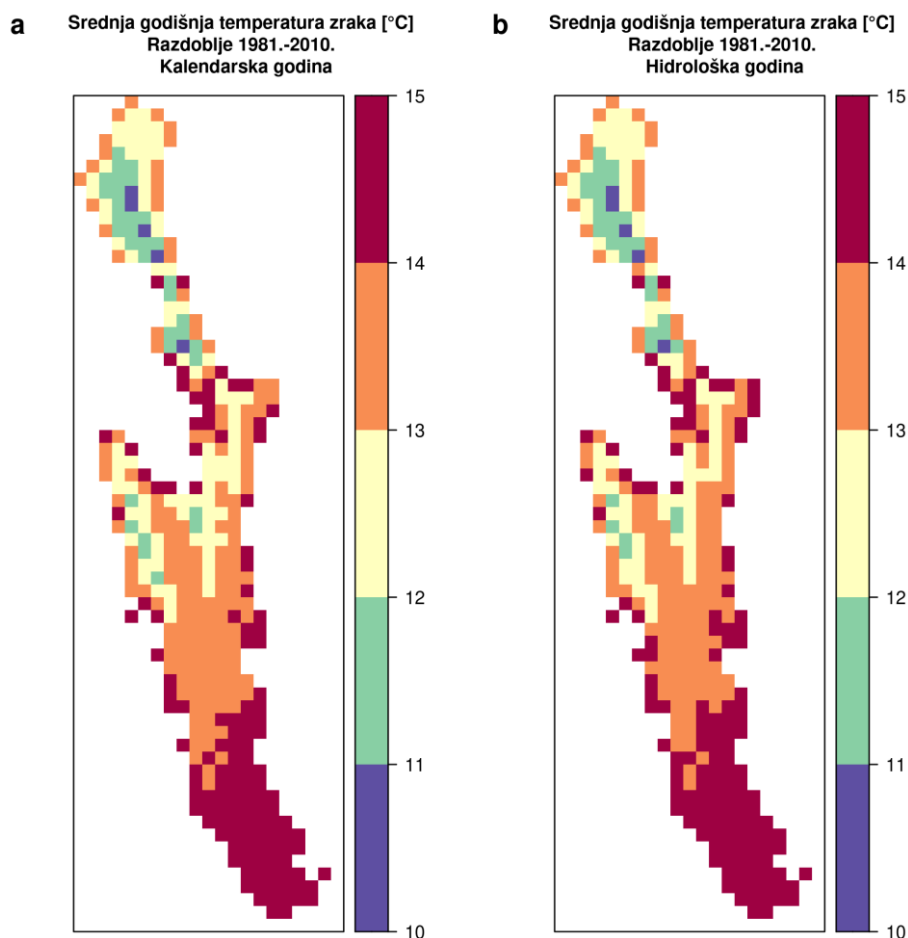 a
Srednja godišnja temperatura zraka [°C]
Razdoblje 1981.-2010.
Kalendarska godina
15
14
13
12
11
10
b
Srednja godišnja temperatura zraka [°C]
Razdoblje 1981.-2010.
Hidrološka godina
15
14
13
12
11
10